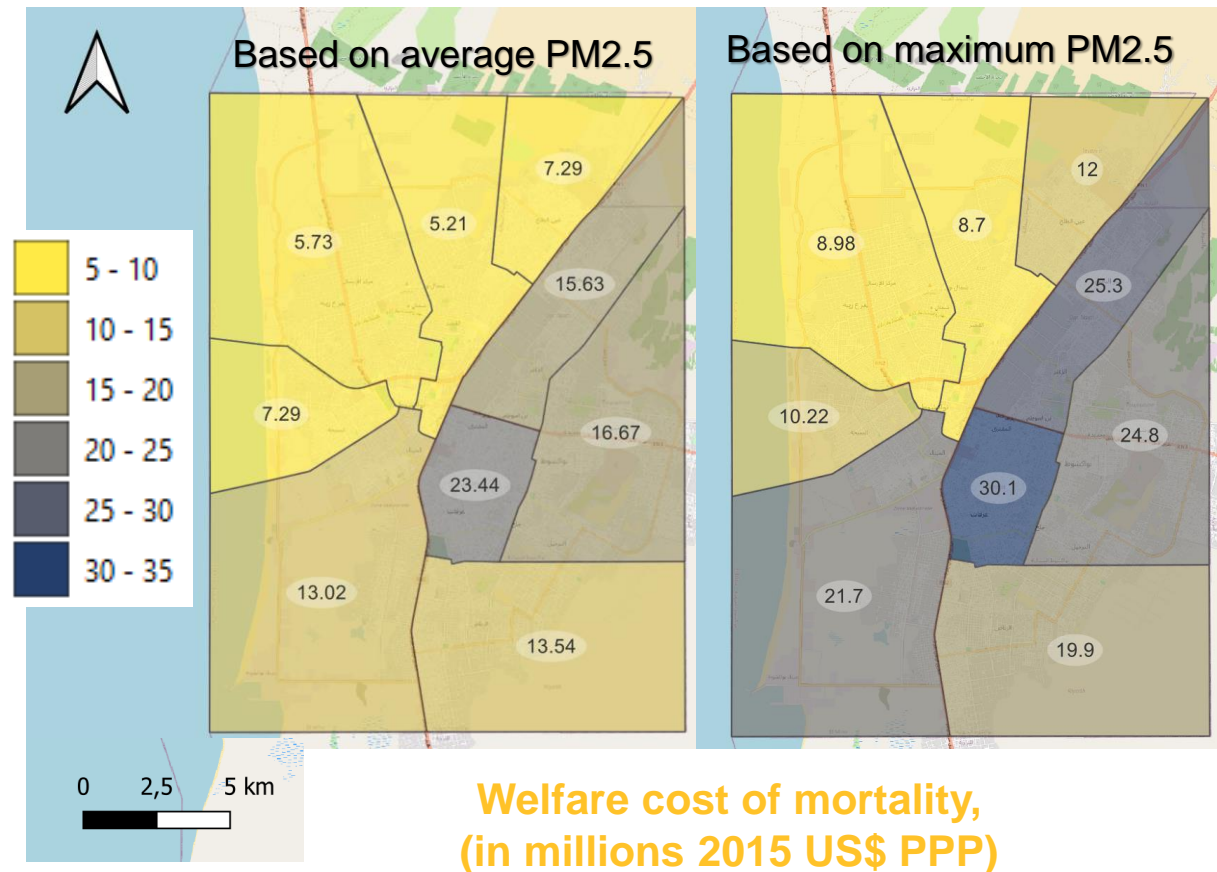 Based on average PM2.5
Based on maximum PM2.5
7.29
5.21
5.73
15.63
7.29
16.67
23.44
13.02
13.54
12
8.7
8.98
25.3
10.22
24.8
30.1
21.7
19.9
5 - 10
10 - 15
15 - 20
20 - 25
25 - 30
30 - 35
0 2,5 5 km
Welfare cost of mortality,
(in millions 2015 US$ PPP)